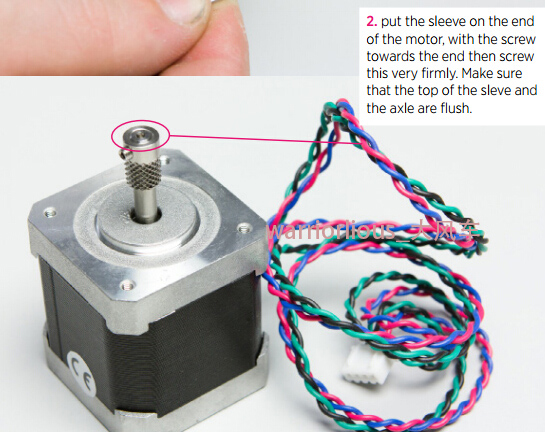 2. put the sleeve on the end
of the motor, with the screw
towards the end then screw
this very firmly. Make sure
that the top of the sleve and
the axle are flush.
warriorlious 大风车
CE